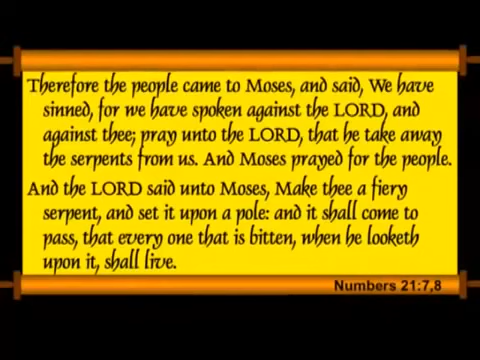 Therefore the people came to Moses, and said, We have
sinned, for we have spoken against the LORD, and
against thee; pray unto the LORD, that he take away
the serpents from us. And Moses prayed for the people.
And the LORD said unto Moses, Make thee a fiery
serpent, and set it upon a pole: and it shall come to
pass, that every one that is bitten, when he looketh
upon it, shall live.
Numbers 21:7,8